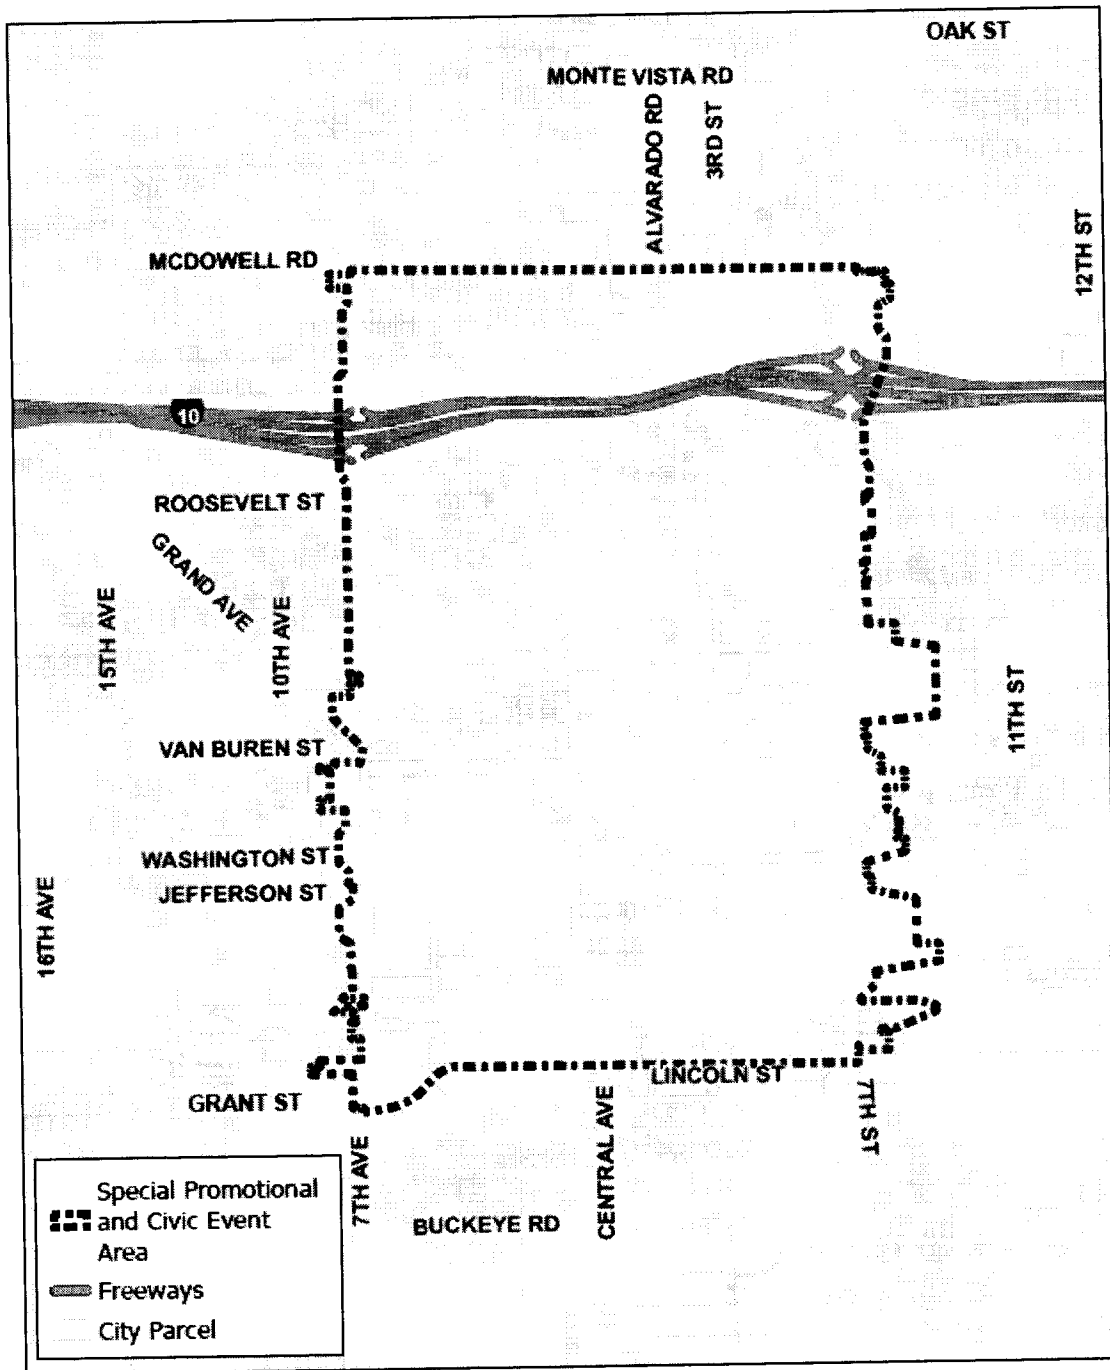 OAK ST
MONTE VISTA RD
ALVARADO RD
3RD ST
12TH ST
MCDOWELL RD
10
ROOSEVELT ST
GRAND AVE
15TH AVE
10TH AVE
11TH ST
VAN BUREN ST
WASHINGTON ST
JEFFERSON ST
16TH AVE
LINCOLN ST
GRANT ST
7TH ST
CENTRAL AVE
7TH AVE
BUCKEYE RD
Special Promotional
and Civic Event
Area
Freeways
City Parcel